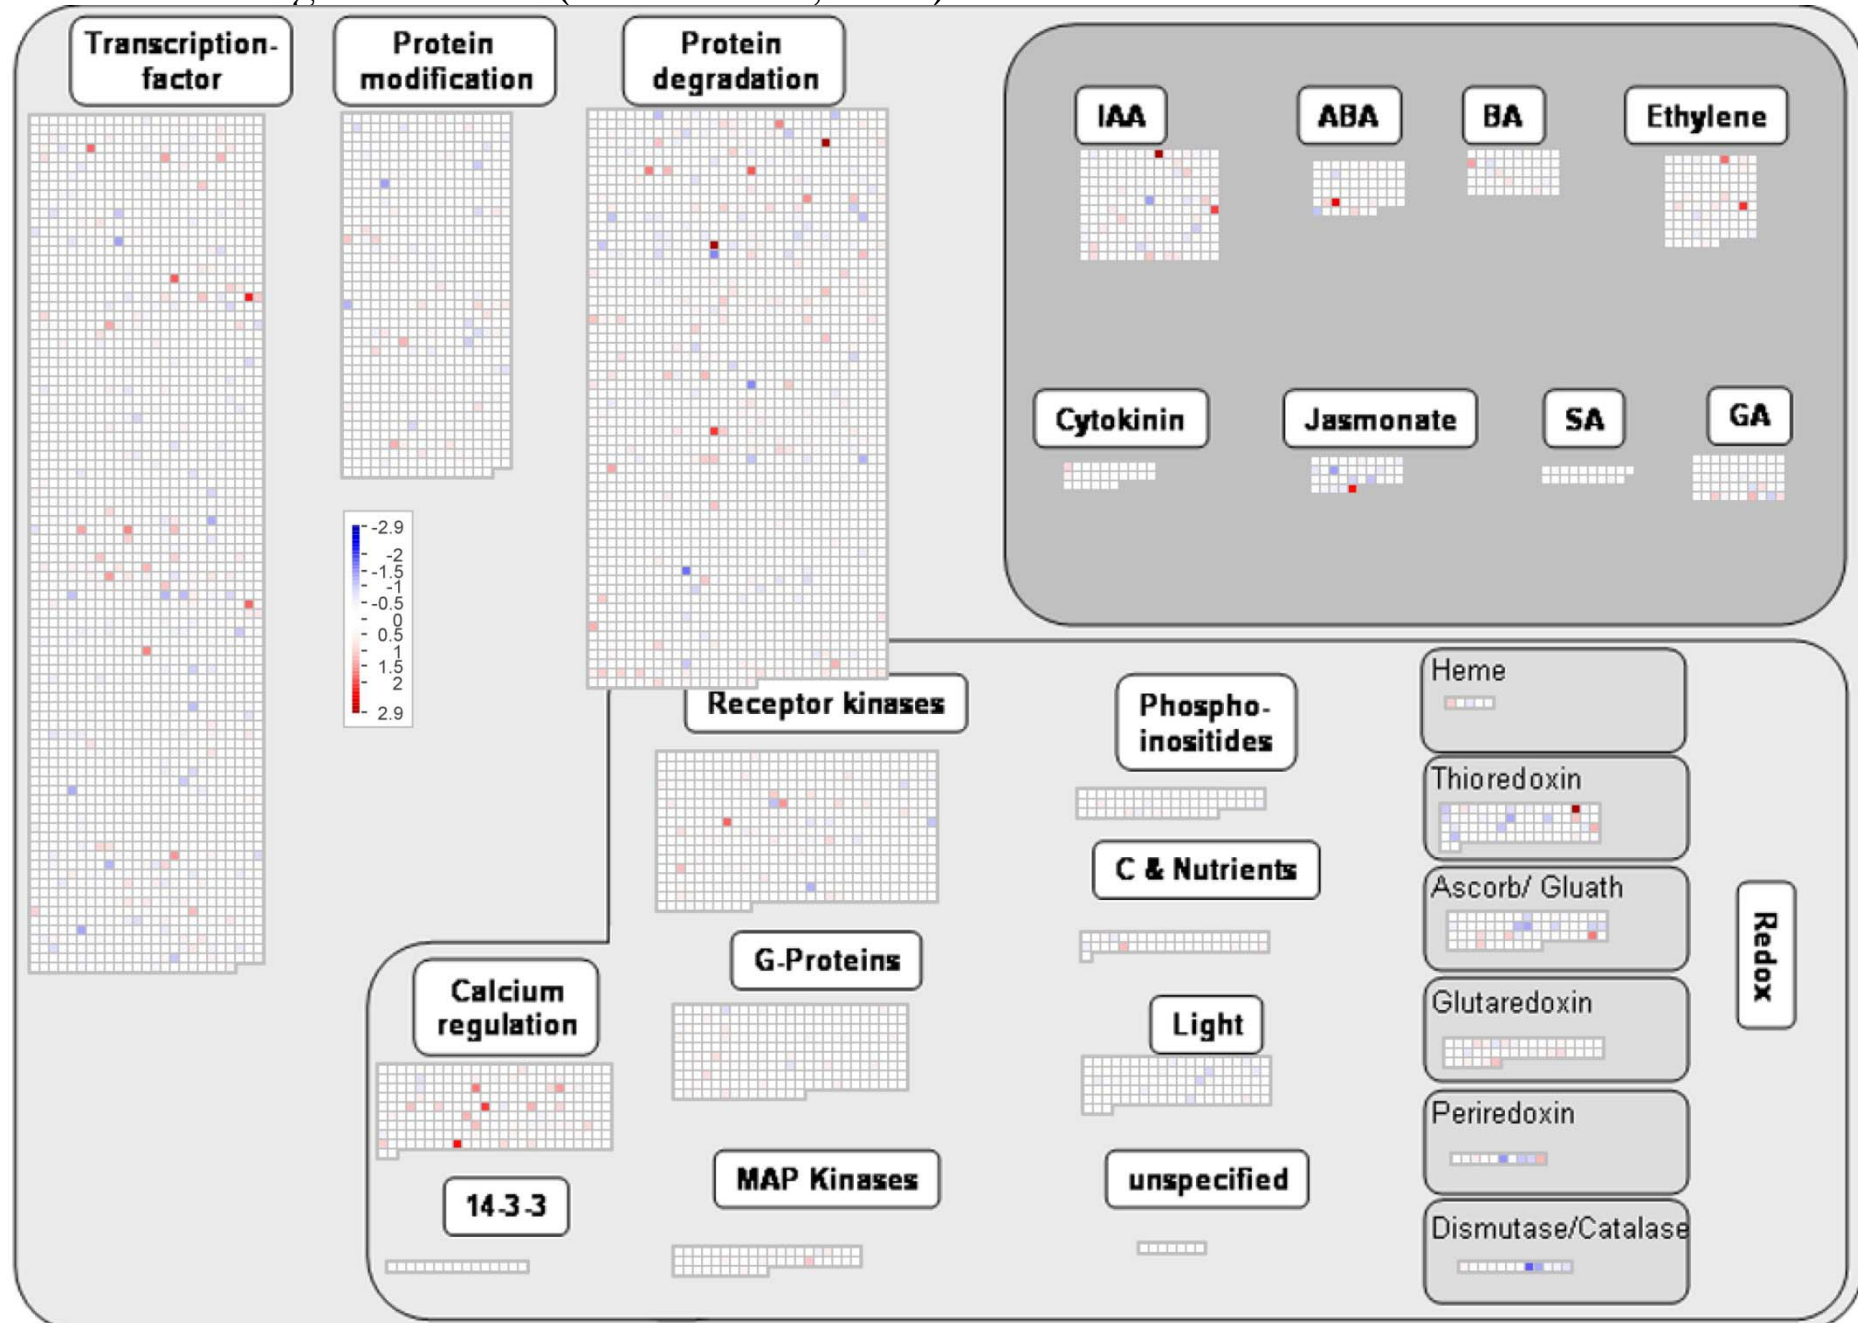 Transcription-
factor
Protein
modification
Protein
degradation
IAA
ABA
BA
Ethylene
Cytokinin
Jasmonate
SA
GA
-2.9
-2
-1.5
-1
-0.5
0
0.5
1
1.5
2
2.9
Receptor kinases
Phospho-
inositides
C & Nutrients
G-Proteins
Light
Calcium
regulation
MAP Kinases
unspecified
14-3-3
Heme
Thioredoxin
Ascorb/ Gluath
Glutaredoxin
Periredoxin
Dismutase/Catalase
Redox